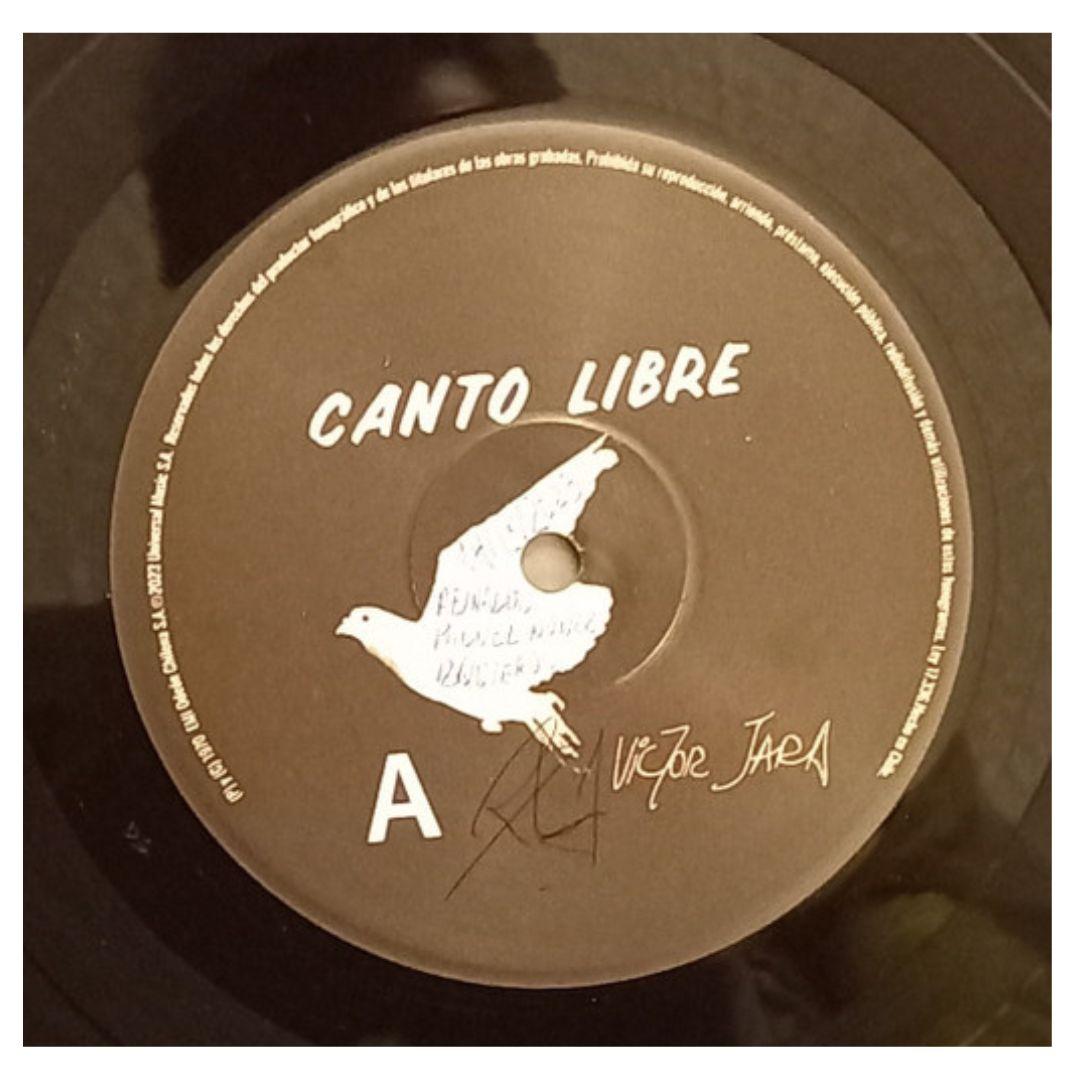 (P) y (C) 1970 EMI Odeón Chilena S.A. ©2023 Universal Music S.A. Reservados todos los derechos del productor fonográfico y de los titulares de las obras grabadas. Prohibida su reproducción, arriendo, préstamo, ejecución pública, radiodifusión y demás utilizaciones de estos fonogramas. Ley 17.336 Hecho en Chile.
CANTO LIBRE
A
VICTOR JARA